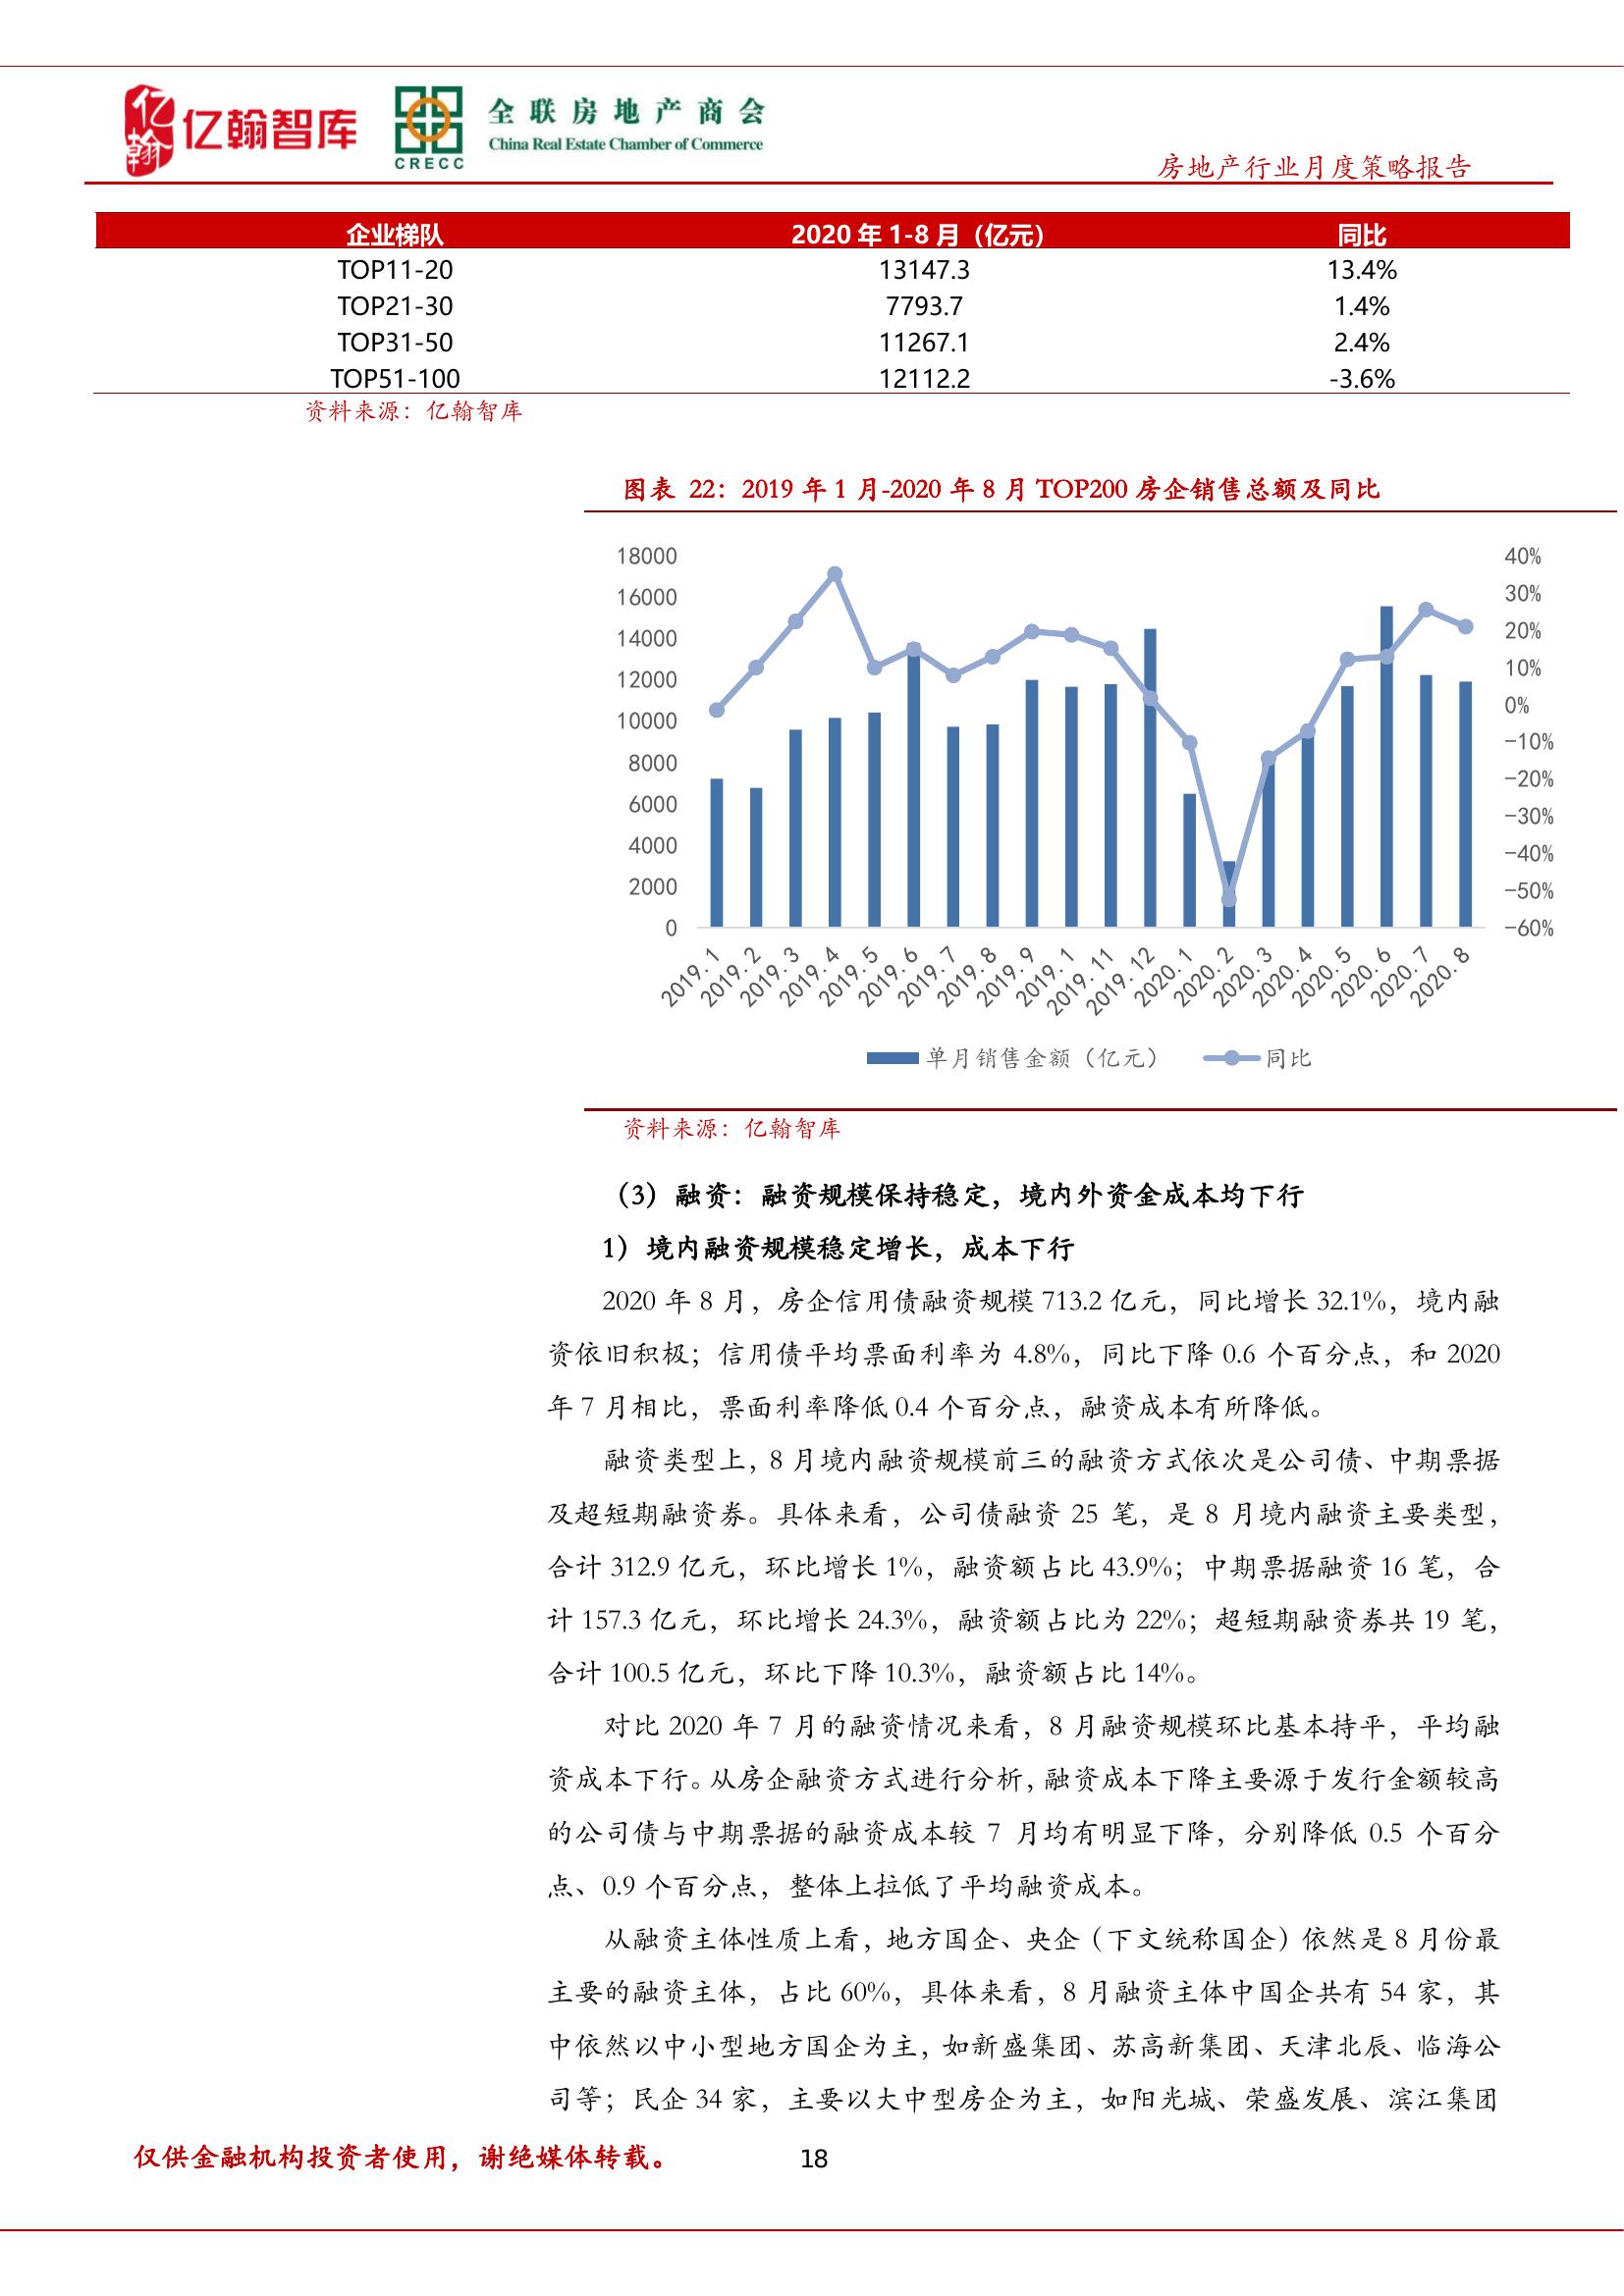 亿翰
亿翰智库
CRECC
全联房地产商会
China Real Estate Chamber of Commerce
房地产行业月度策略报告
企业梯队 2020 年 1-8 月（亿元） 同比
TOP11-20 13147.3 13.4%
TOP21-30 7793.7 1.4%
TOP31-50 11267.1 2.4%
TOP51-100 12112.2 -3.6%
资料来源：亿翰智库
图表 22：2019 年 1 月-2020 年 8 月 TOP200 房企销售总额及同比
18000 40%
16000 30%
14000 20%
12000 10%
10000 0%
8000 -10%
6000 -20%
4000 -30%
2000 -40%
0 -50%
-60%
2019.1 2019.2 2019.3 2019.4 2019.5 2019.6 2019.7 2019.8 2019.9 2019.1 2019.11 2019.12 2020.1 2020.2 2020.3 2020.4 2020.5 2020.6 2020.7 2020.8
单月销售金额（亿元） 同比
资料来源：亿翰智库
（3）融资：融资规模保持稳定，境内外资金成本均下行
1）境内融资规模稳定增长，成本下行
2020 年 8 月，房企信用债融资规模 713.2 亿元，同比增长 32.1%，境内融
资依旧积极；信用债平均票面利率为 4.8%，同比下降 0.6 个百分点，和 2020
年 7 月相比，票面利率降低 0.4 个百分点，融资成本有所降低。
融资类型上，8 月境内融资规模前三的融资方式依次是公司债、中期票据
及超短期融资券。具体来看，公司债融资 25 笔，是 8 月境内融资主要类型，
合计 312.9 亿元，环比增长 1%，融资额占比 43.9%；中期票据融资 16 笔，合
计 157.3 亿元，环比增长 24.3%，融资额占比为 22%；超短期融资券共 19 笔，
合计 100.5 亿元，环比下降 10.3%，融资额占比 14%。
对比 2020 年 7 月的融资情况来看，8 月融资规模环比基本持平，平均融
资成本下行。从房企融资方式进行分析，融资成本下降主要源于发行金额较高
的公司债与中期票据的融资成本较 7 月均有明显下降，分别降低 0.5 个百分
点、0.9 个百分点，整体上拉低了平均融资成本。
从融资主体性质上看，地方国企、央企（下文统称国企）依然是 8 月份最
主要的融资主体，占比 60%，具体来看，8 月融资主体中国企共有 54 家，其
中依然以中小型地方国企为主，如新盛集团、苏高新集团、天津北辰、临海公
司等；民企 34 家，主要以大中型房企为主，如阳光城、荣盛发展、滨江集团
仅供金融机构投资者使用，谢绝媒体转载。 18